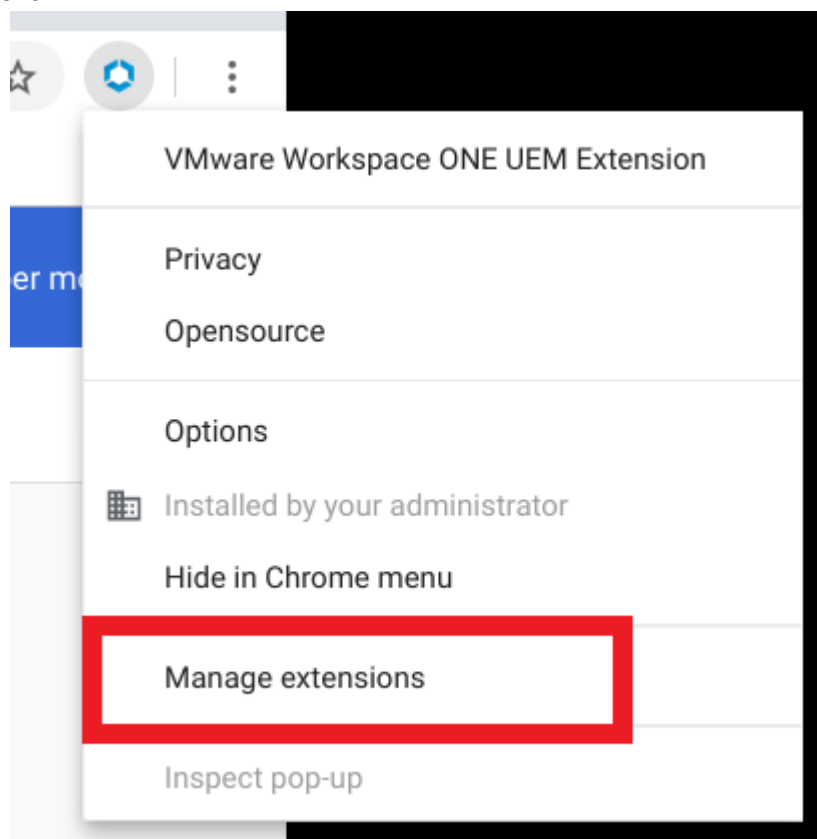 VMware Workspace ONE UEM Extension
er m
Privacy
Opensource
Options
Installed by your administrator
Hide in Chrome menu
Manage extensions
Inspect pop-up